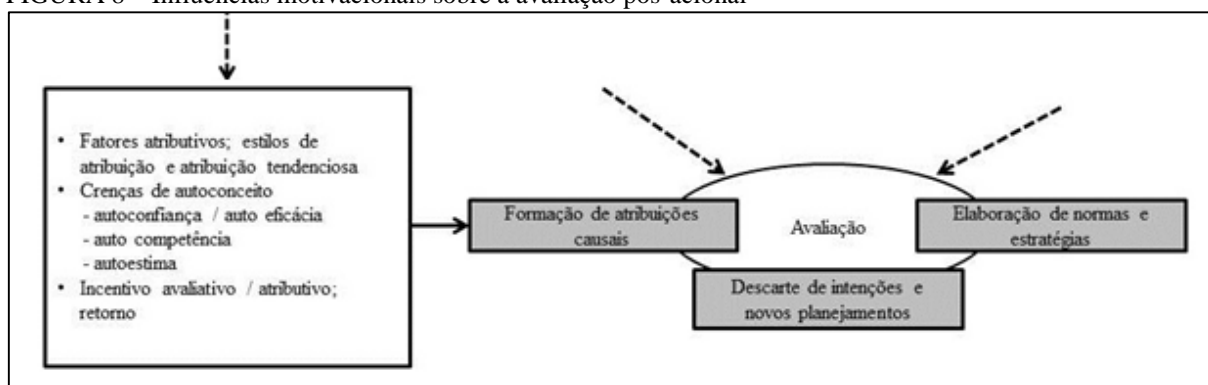 FIGURA – Influências motivacionais sobre a avaliação pós-acional
• Fatores atributivos; estilos de
atribuição e atribuição tendenciosa
• Crenças de autoconceito
- autoconfiança / auto eficácia
- auto competência
- autoestima
• Incentivo avaliativo / atributivo;
retorno
Formação de atribuições
causais
Avaliação
Elaboração de normas e
estratégias
Descarte de intenções e
novos planejamentos